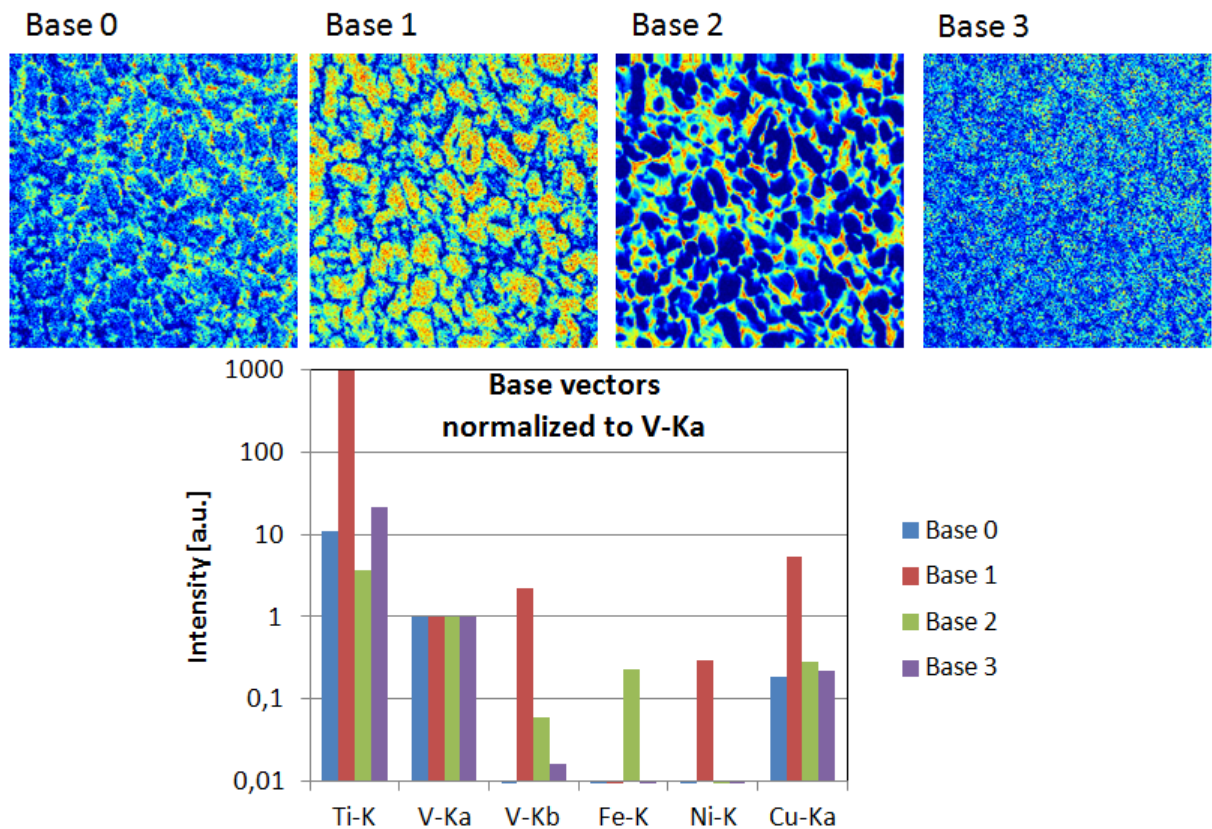 Base 0
Base 1
Base 2
Base 3
Base vectors
normalized to V-Ka
Intensity [a.u.]
1000
100
10
1
0,1
0,01
Ti-K
V-Ka
V-Kb
Fe-K
Ni-K
Cu-Ka
Base 0
Base 1
Base 2
Base 3